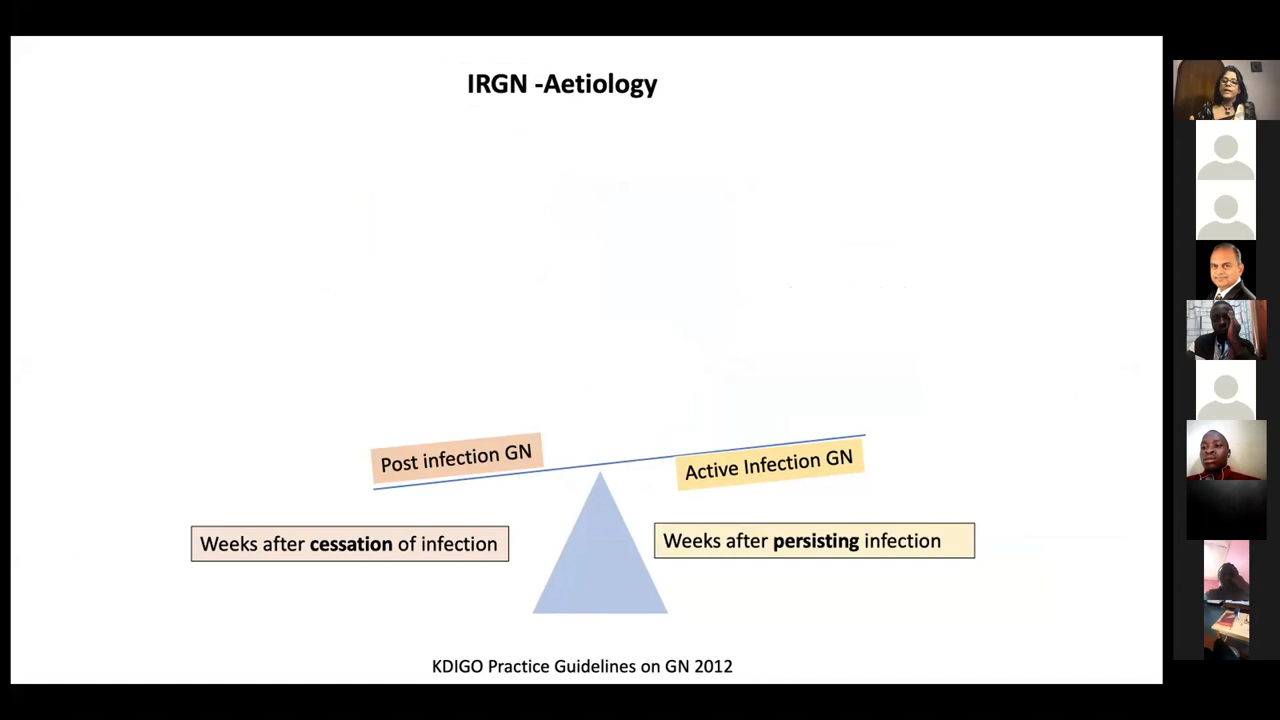 IRGN -Aetiology
Post infection GN
Active Infection GN
Weeks after cessation of infection
Weeks after persisting infection
KDIGO Practice Guidelines on GN 2012